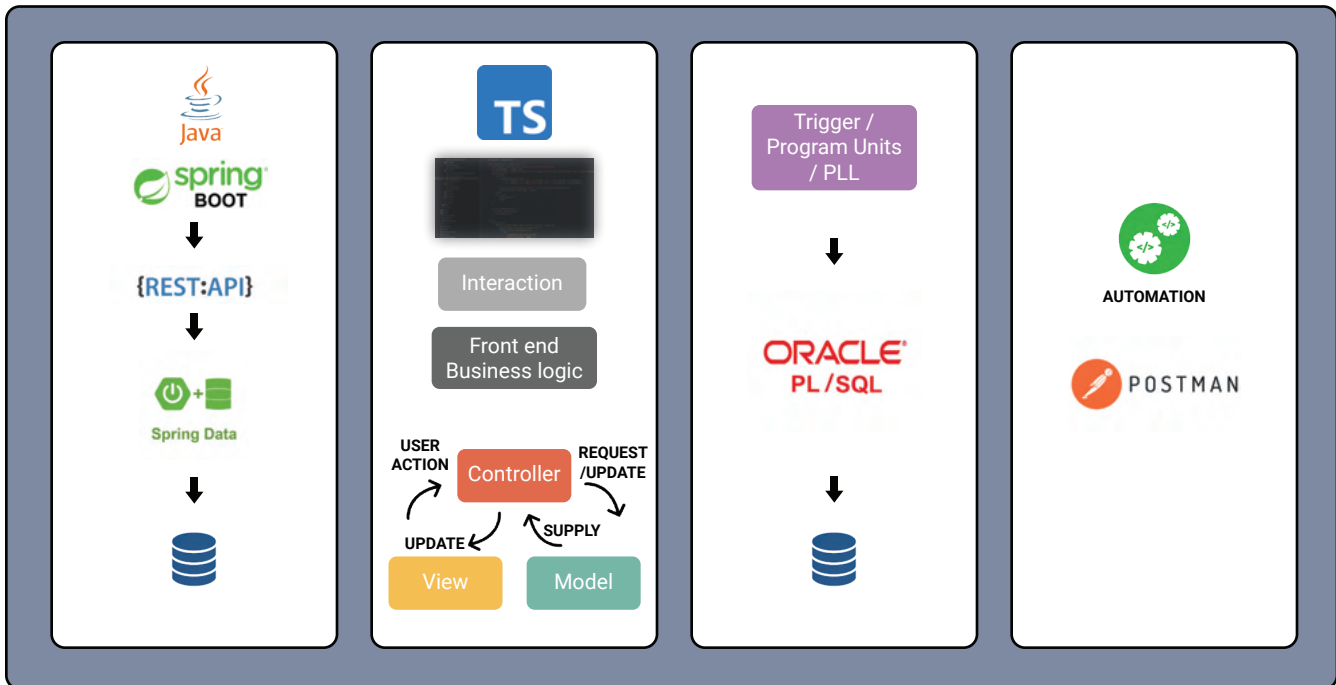 Java
spring
BOOT
{REST:API}
Spring Data
TS
Interaction
Front end
Business logic
USER
ACTION
Controller
REQUEST
/UPDATE
UPDATE
SUPPLY
View
Model
Trigger /
Program Units
/ PLL
ORACLE
PL/SQL
</>
</>
AUTOMATION
POSTMAN